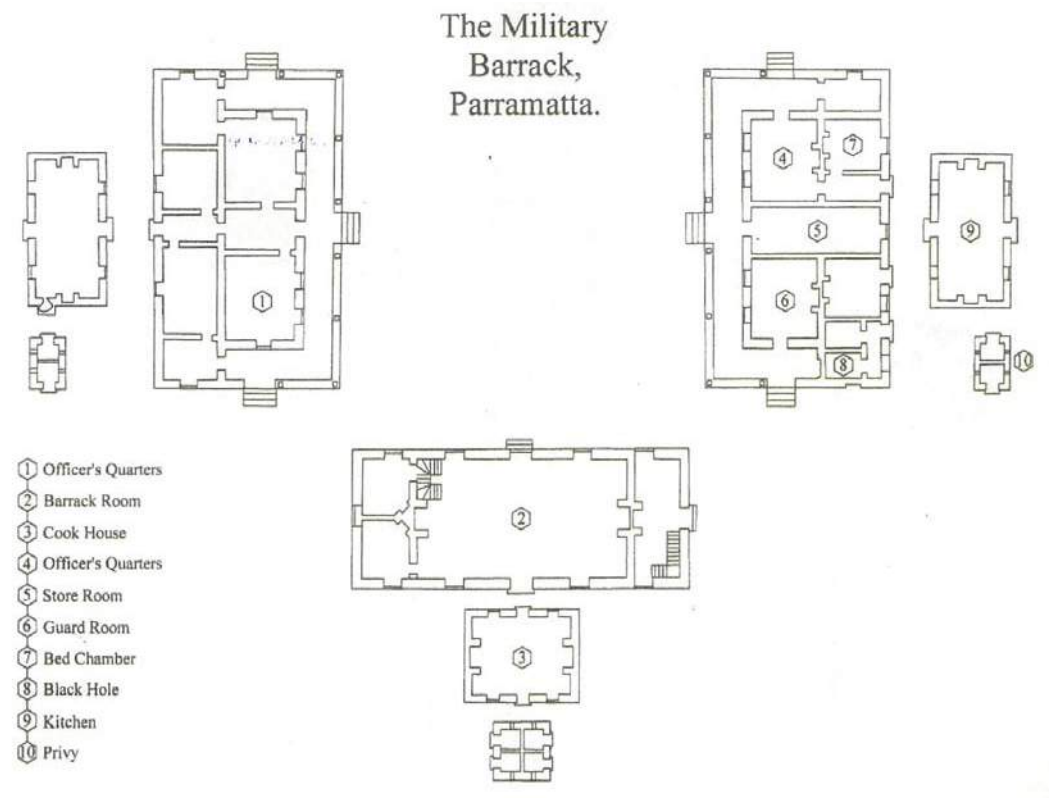 The Military
Barrack,
Parramatta.
4
7
5
9
1
6
8
10
2
3
1 Officer's Quarters
2 Barrack Room
3 Cook House
4 Officer's Quarters
5 Store Room
6 Guard Room
7 Bed Chamber
8 Black Hole
9 Kitchen
10 Privy